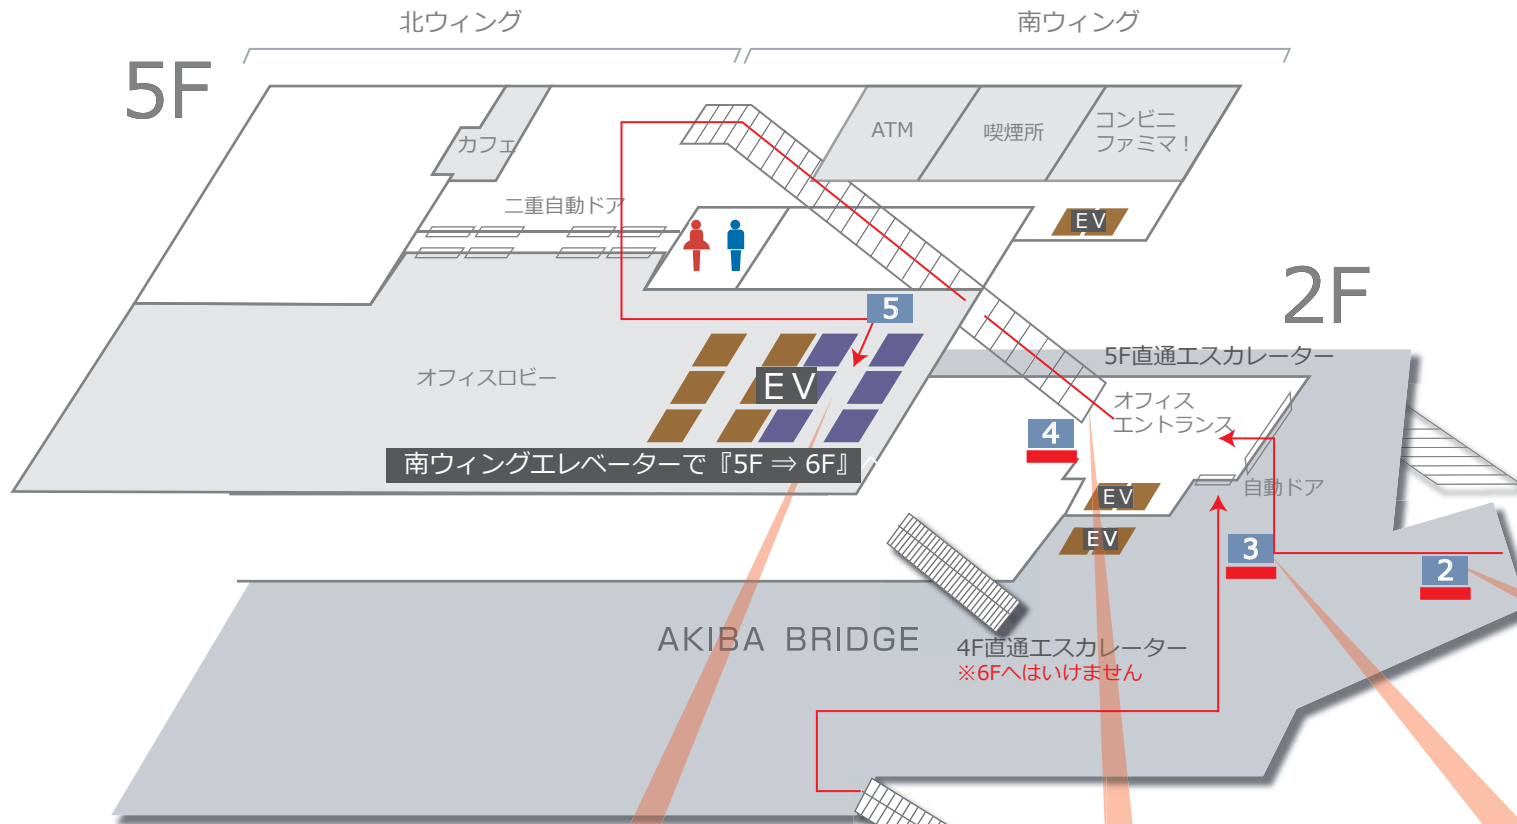 北ウィング
南ウィング
5F
カフェ
ATM
喫煙所
コンビニ
ファミマ！
二重自動ドア
EV
5
2F
5F直通エスカレーター
オフィスロビー
EV
オフィス
エントランス
4
南ウィングエレベーターで『5F ⇒ 6F』へ
EV
自動ドア
EV
3
2
AKIBA BRIDGE
4F直通エスカレーター
※6Fへはいけません